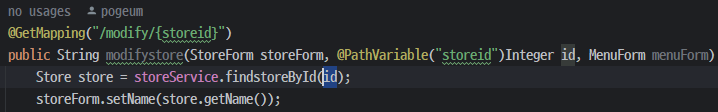 no usages pogeum
@GetMapping("/modify/{storeid}")
public String modifystore(StoreForm storeForm, @PathVariable("storeid")Integer id, MenuForm menuForm)
Store store = storeService.findstoreById(id);
storeForm.setName(store.getName());